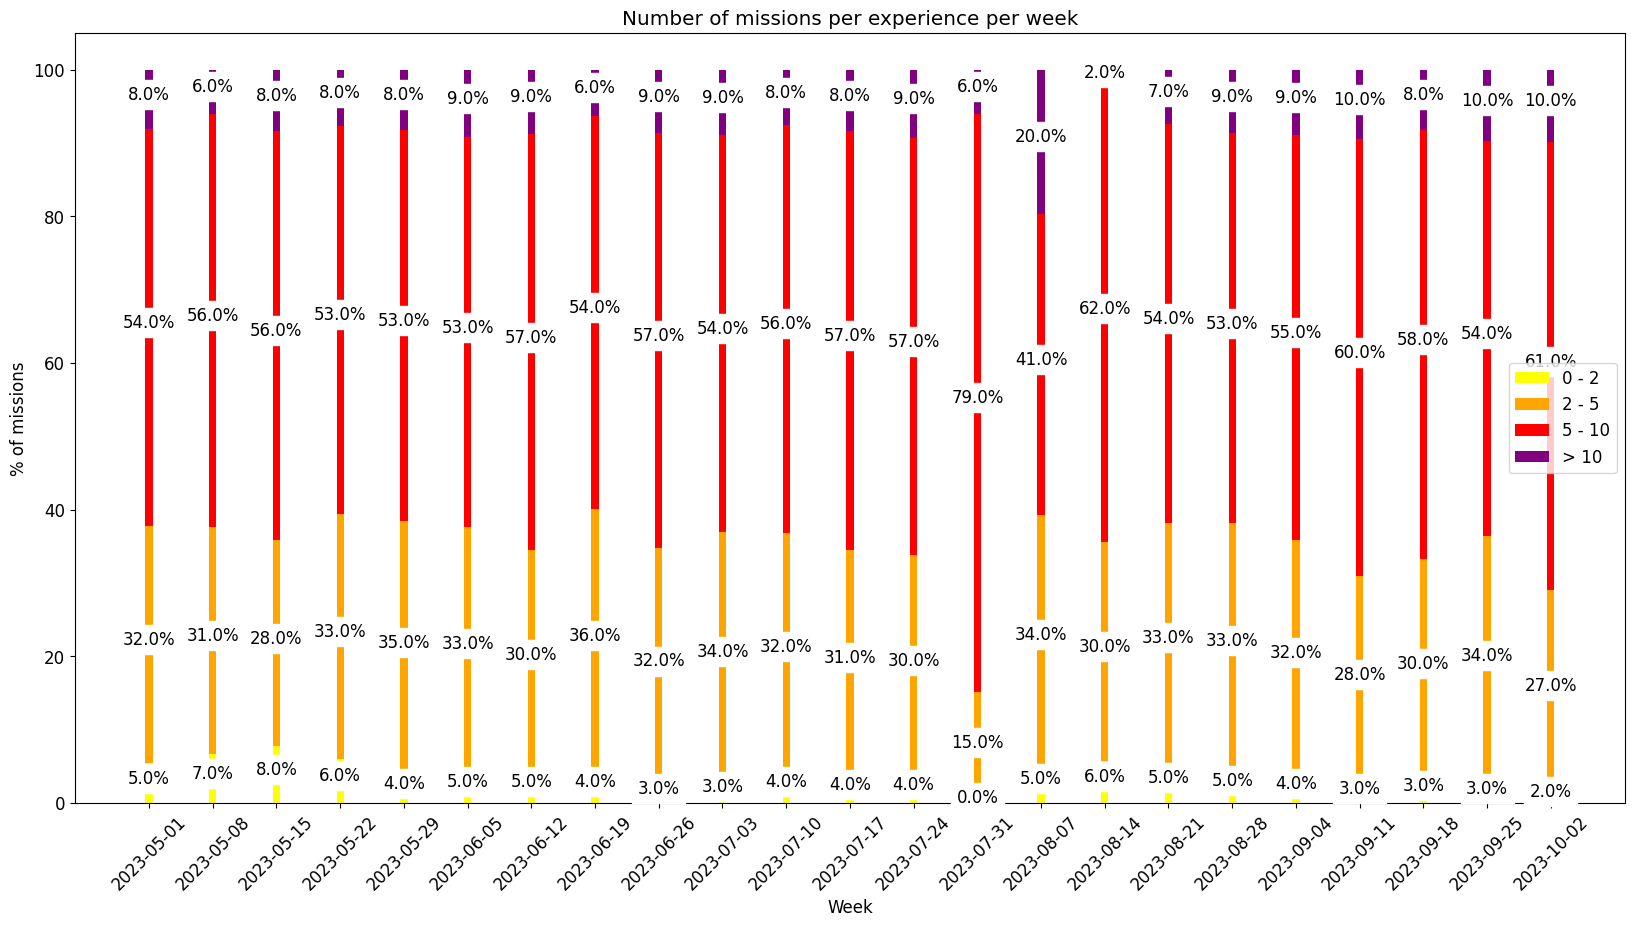 Number of missions per experience per week
% of missions
100
80
60
40
20
0
8.0% 6.0% 8.0% 8.0% 8.0% 9.0% 9.0% 6.0% 9.0% 9.0% 8.0% 8.0% 9.0% 6.0% 20.0% 2.0% 7.0% 9.0% 9.0% 10.0% 8.0% 10.0% 10.0%
54.0% 56.0% 56.0% 53.0% 53.0% 53.0% 57.0% 54.0% 57.0% 54.0% 56.0% 57.0% 57.0% 79.0% 41.0% 62.0% 54.0% 53.0% 55.0% 60.0% 58.0% 54.0% 61.0%
32.0% 31.0% 28.0% 33.0% 35.0% 33.0% 30.0% 36.0% 32.0% 34.0% 32.0% 31.0% 30.0% 15.0% 34.0% 30.0% 33.0% 33.0% 32.0% 28.0% 30.0% 34.0% 27.0%
5.0% 7.0% 8.0% 6.0% 4.0% 5.0% 5.0% 4.0% 3.0% 3.0% 4.0% 4.0% 4.0% 0.0% 5.0% 6.0% 5.0% 5.0% 4.0% 3.0% 3.0% 3.0% 2.0%
0 - 2
2 - 5
5 - 10
> 10
2023-05-01 2023-05-08 2023-05-15 2023-05-22 2023-05-29 2023-06-05 2023-06-12 2023-06-19 2023-06-26 2023-07-03 2023-07-10 2023-07-17 2023-07-24 2023-07-31 2023-08-07 2023-08-14 2023-08-21 2023-08-28 2023-09-04 2023-09-11 2023-09-18 2023-09-25 2023-10-02
Week